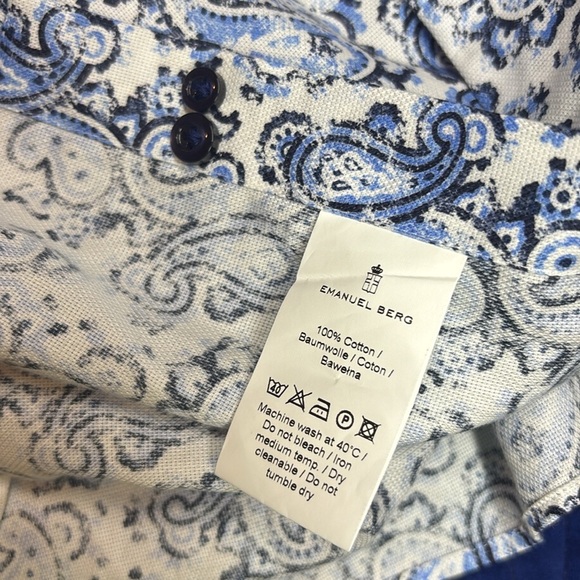 EMANUEL BERG
100% Cotton /
Baumwolle / Coton /
Bawełna
40
P
Machine wash at 40°C /
Do not bleach / Iron
medium temp. / Dry
cleanable / Do not
tumble dry